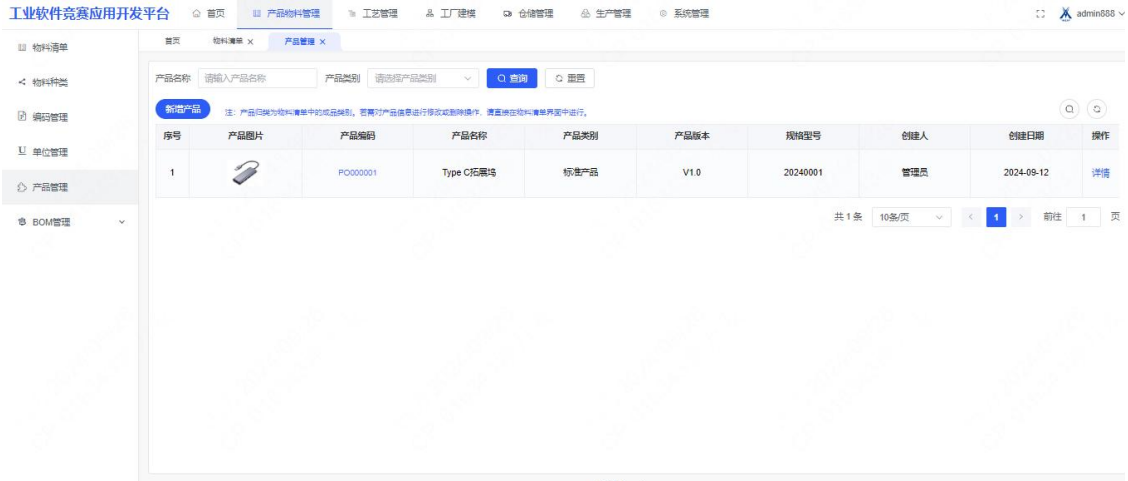 工业软件竞赛应用开发平台 首页 产品物料管理 工艺管理 工厂建模 仓储管理 生产管理 系统管理 admin888
物料清单
物料种类
编码管理
单位管理
产品管理
BOM管理
首页 物料清单 × 产品管理 ×
产品名称 请输入产品名称 产品类别 请选择产品类别 查询 重置
新增产品 注：产品归类为物料清单中的成品类别。若需对产品信息进行修改或删除操作，请直接在物料清单界面中进行。
序号 产品图片 产品编码 产品名称 产品类别 产品版本 规格型号 创建人 创建日期 操作
1 PO000001 Type C拓展坞 标准产品 V1.0 20240001 管理员 2024-09-12 详情
共 1 条 10条/页 < 1 > 前往 1 页